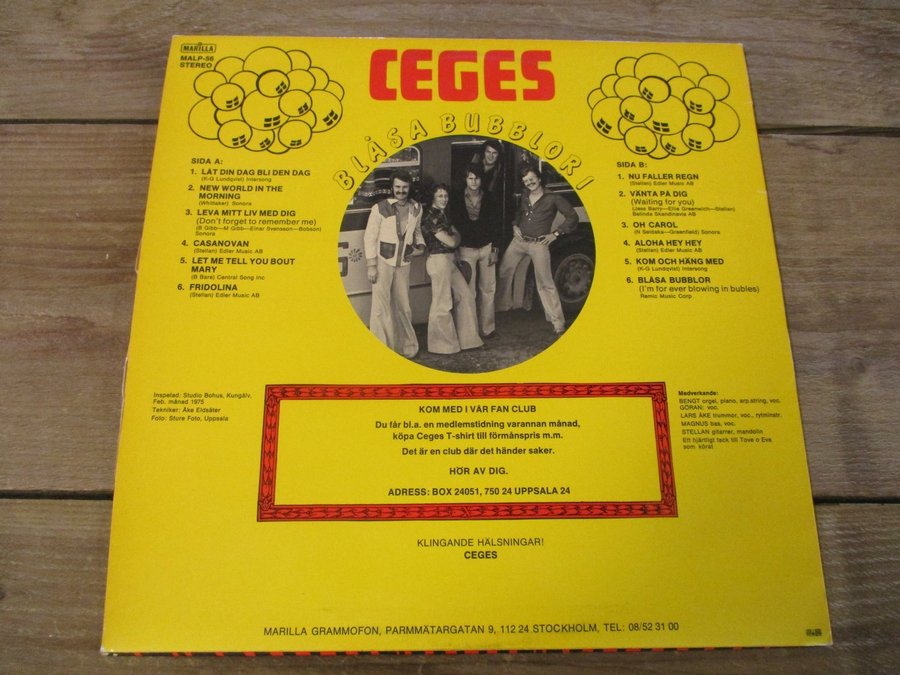 MARILLA
MALP-56
STEREO
CEGES
BLÅSA BUBBLOR I
SIDA A:
1. LÅT DIN DAG BLI DEN DAG
(K-G Lundqvist) Intersong
2. NEW WORLD IN THE
MORNING
(Whittaker) Sonora
3. LEVA MITT LIV MED DIG
(Don't forget to remember me)
(B Gibb—M Gibb—Einar Svensson—Bobson)
Sonora
4. CASANOVAN
(Stellan) Edler Music AB
5. LET ME TELL YOU BOUT
MARY
(B Bare) Central Song Inc
6. FRIDOLINA
(Stellan) Edler Music AB
SIDA B:
1. NU FALLER REGN
(Stellan) Edler Music AB
2. VÄNTA PÅ DIG
(Waiting for you)
(Jess Barry—Ellie Greenwich—Stellan)
Belinda Skandinavia AB
3. OH CAROL
(N Sedaka—Greenfield) Sonora
4. ALOHA HEY HEY
(Stellan) Edler Music AB
5. KOM OCH HÄNG MED
(K-G Lundqvist) Intersong
6. BLÅSA BUBBLOR
(I'm for ever blowing in bubles)
Remic Music Corp
Inspelad: Studio Bohus, Kungälv,
Feb. månad 1975
Tekniker: Åke Eldsäter
Foto: Sture Foto, Uppsala
KOM MED I VÅR FAN CLUB
Du får bl.a. en medlemstidning varannan månad,
köpa Ceges T-shirt till förmånspris m.m.
Det är en club där det händer saker.
HÖR AV DIG.
ADRESS: BOX 24051, 750 24 UPPSALA 24
Medverkande:
BENGT orgel, piano, arp.string, voc.
GÖRAN: voc.
LARS ÅKE trummor, voc., rytminstr.
MAGNUS bas, voc.
STELLAN gitarrer, mandolin
Ett hjärtligt tack till Tove o Eva
som körat
KLINGANDE HÄLSNINGAR!
CEGES
MARILLA GRAMMOFON, PARMMÄTARGATAN 9, 112 24 STOCKHOLM, TEL: 08/52 31 00